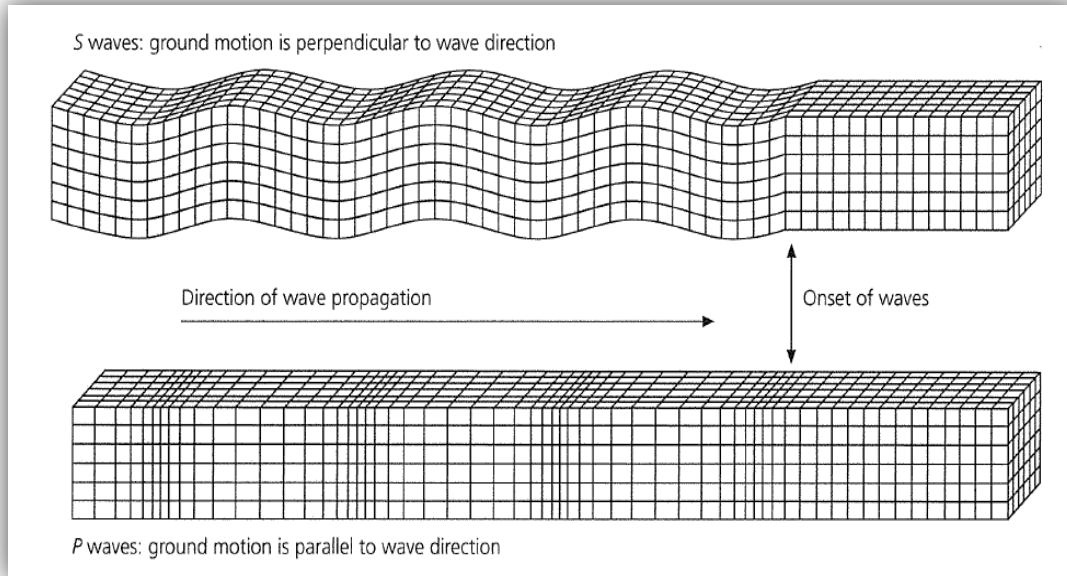 S waves: ground motion is perpendicular to wave direction
Direction of wave propagation
Onset of waves
P waves: ground motion is parallel to wave direction